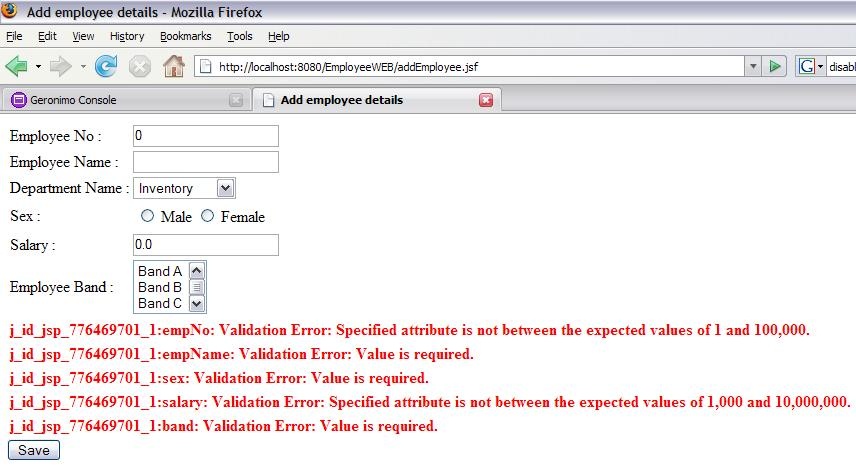 Add employee details - Mozilla Firefox
File Edit View History Bookmarks Tools Help
http://localhost:8080/EmployeeWEB/addEmployee.jsf
G
disabl
Geronimo Console
Add employee details
Employee No : 0
Employee Name :
Department Name : Inventory
Sex : Male Female
Salary : 0.0
Employee Band : Band A
Band B
Band C
j_id_jsp_776469701_1:empNo: Validation Error: Specified attribute is not between the expected values of 1 and 100,000.
j_id_jsp_776469701_1:empName: Validation Error: Value is required.
j_id_jsp_776469701_1:sex: Validation Error: Value is required.
j_id_jsp_776469701_1:salary: Validation Error: Specified attribute is not between the expected values of 1,000 and 10,000,000.
j_id_jsp_776469701_1:band: Validation Error: Value is required.
Save